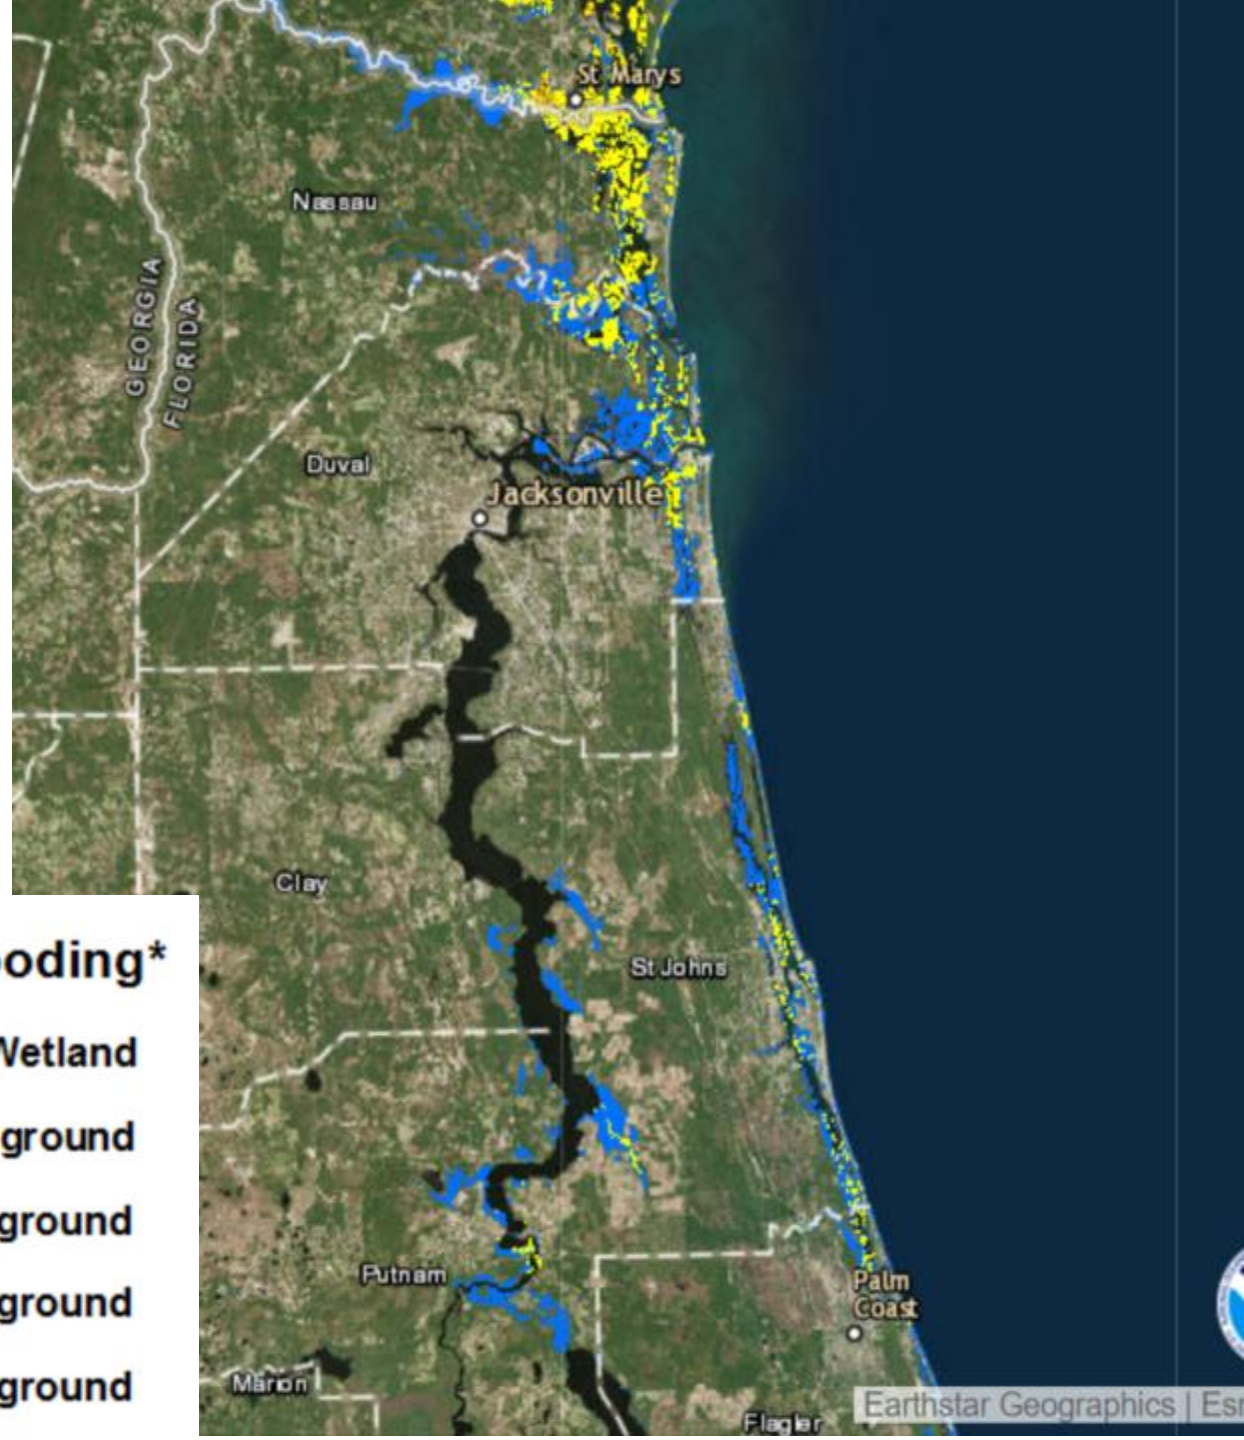 St Marys
Nassau
GEORGIA
FLORIDA
Duval
Jacksonville
Clay
ooding*
St Johns
Wetland
ground
ground
Putnam
ground
Palm
Coast
ground
Marion
Flagler
Earthstar Geographics | Esr